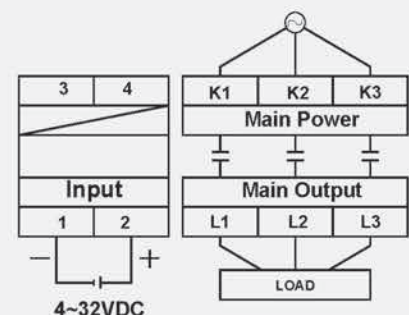 3 4 K1 K2 K3
Main Power
Input Main Output
1 2 L1 L2 L3
− +
LOAD
4~32VDC